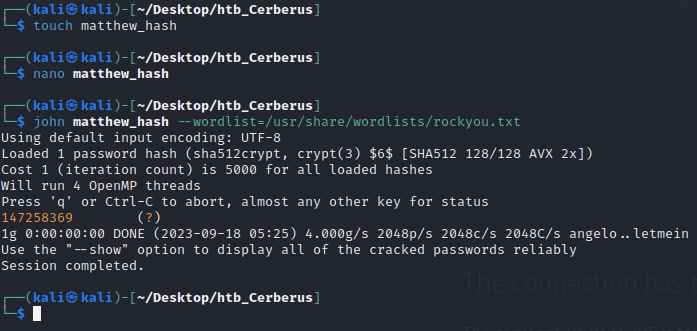 ┌──(kali㉿kali)-[~/Desktop/htb_Cerberus]
└─$ touch matthew_hash
┌──(kali㉿kali)-[~/Desktop/htb_Cerberus]
└─$ nano matthew_hash
┌──(kali㉿kali)-[~/Desktop/htb_Cerberus]
└─$ john matthew_hash --wordlist=/usr/share/wordlists/rockyou.txt
Using default input encoding: UTF-8
Loaded 1 password hash (sha512crypt, crypt(3) $6$ [SHA512 128/128 AVX 2x])
Cost 1 (iteration count) is 5000 for all loaded hashes
Will run 4 OpenMP threads
Press 'q' or Ctrl-C to abort, almost any other key for status
147258369        (?)
1g 0:00:00:00 DONE (2023-09-18 05:25) 4.000g/s 2048p/s 2048c/s 2048C/s angelo..letmein
Use the "--show" option to display all of the cracked passwords reliably
Session completed.
The connection has t
┌──(kali㉿kali)-[~/Desktop/htb_Cerberus]
└─$